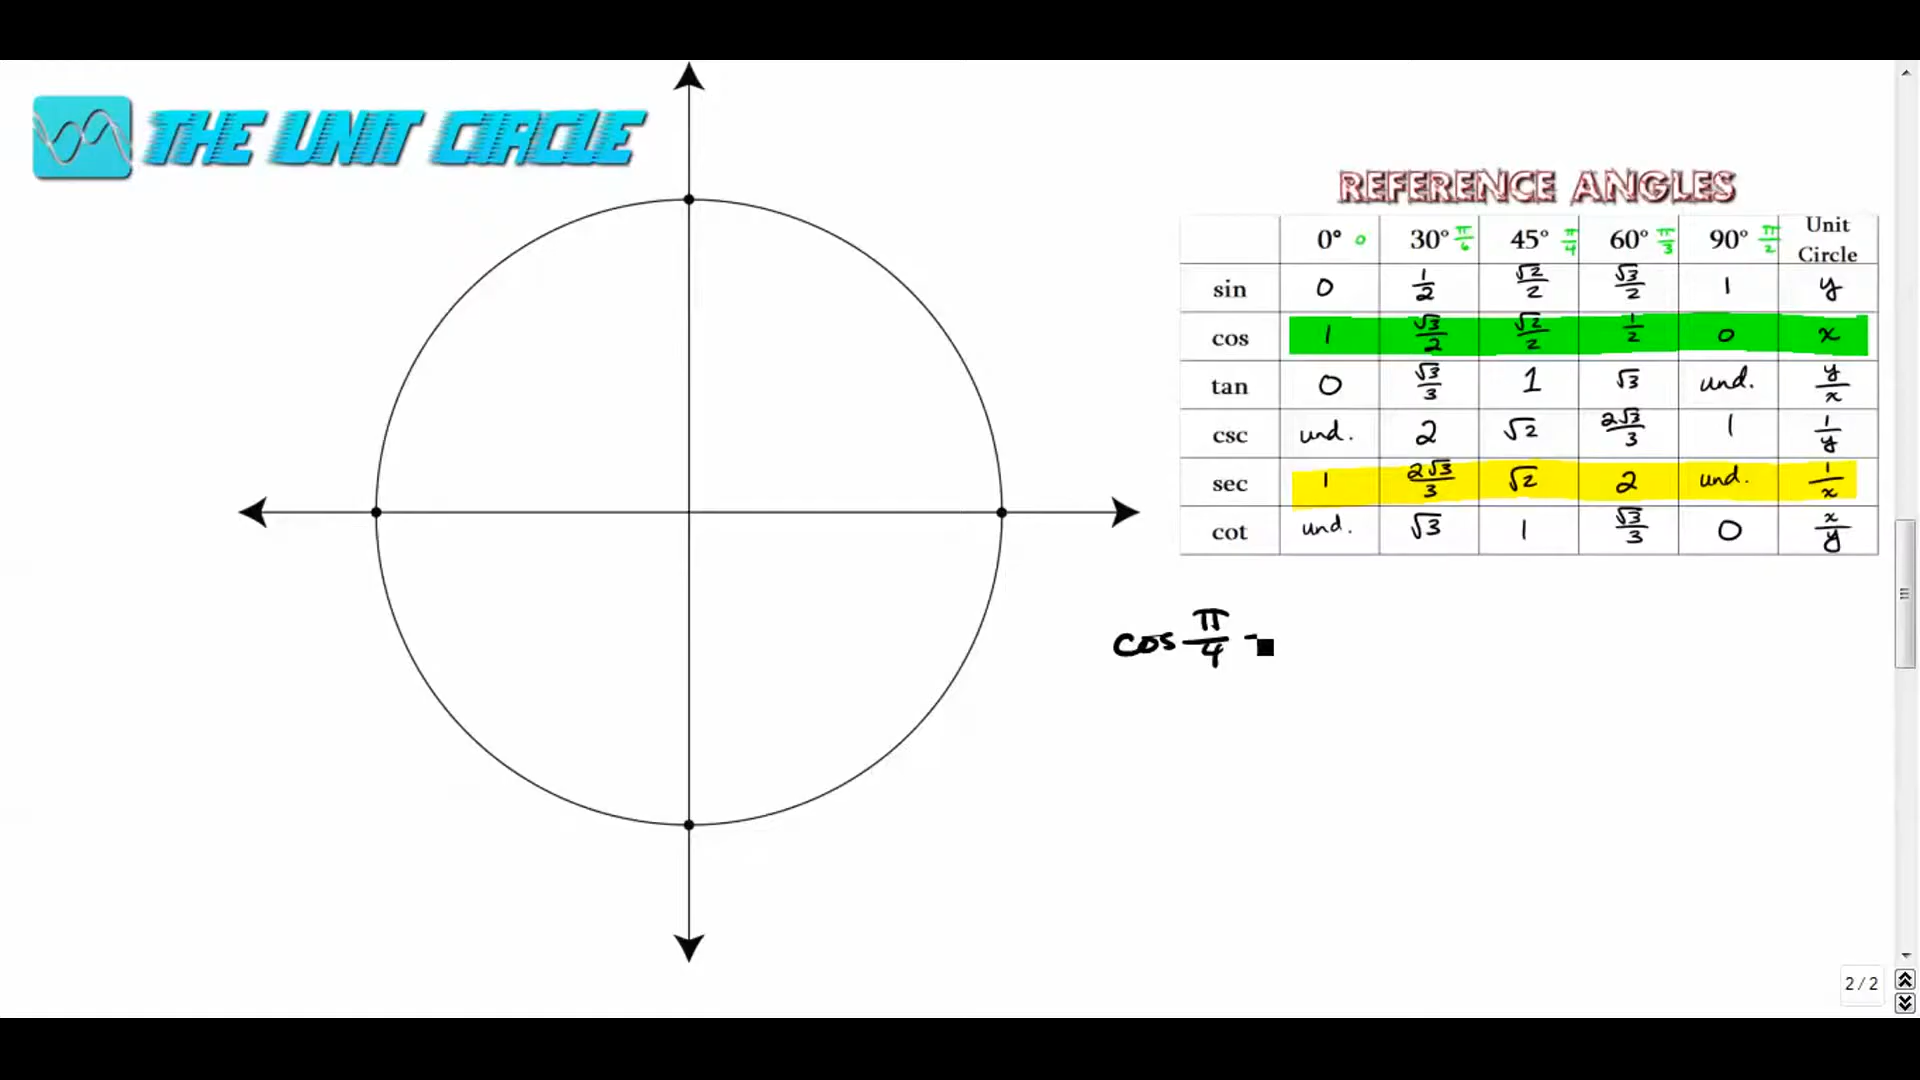 THE UNIT CIRCLE
REFERENCE ANGLES
0° 0 30° π/6 45° π/4 60° π/3 90° π/2 Unit Circle
sin 0 1/2 √2/2 √3/2 1 y
cos 1 √3/2 √2/2 1/2 0 x
tan 0 √3/3 1 √3 und. y/x
csc und. 2 √2 2√3/3 1 1/y
sec 1 2√3/3 √2 2 und. 1/x
cot und. √3 1 √3/3 0 x/y
cos π/4 -
2 / 2